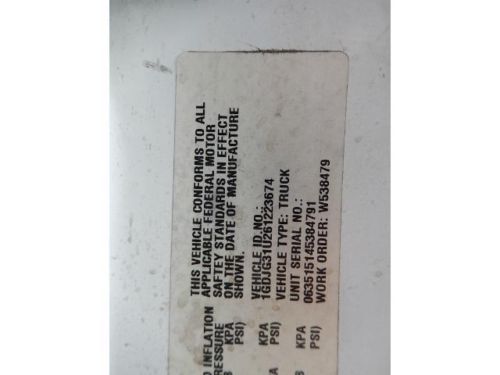 THIS VEHICLE CONFORMS TO ALL
APPLICABLE FEDERAL MOTOR
SAFTEY STANDARDS IN EFFECT
ON THE DATE OF MANUFACTURE
SHOWN.
VEHICLE ID.NO.:
1GDJG31U261223674
VEHICLE TYPE: TRUCK
UNIT SERIAL NO.:
063515145384791
WORK ORDER: W538479
INFLATION
KPA
PSI)
KPA
PSI)
KPA
PSI)